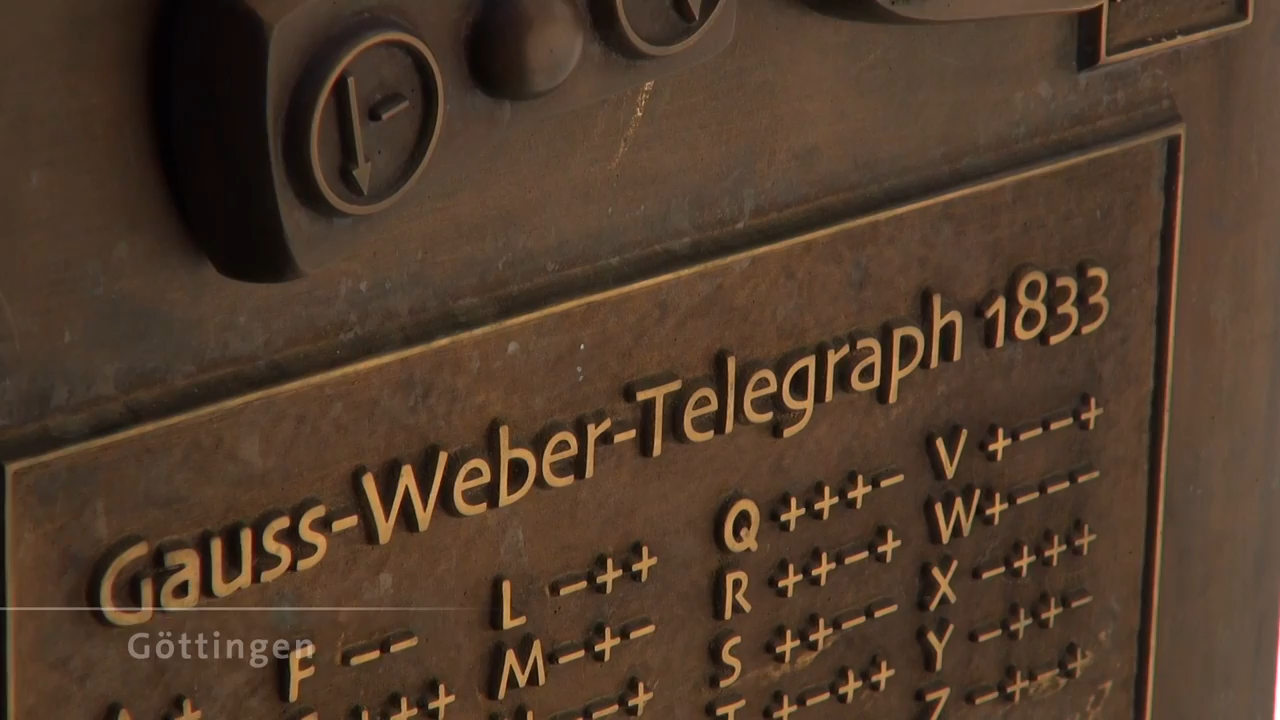 Gauss-Weber-Telegraph 1833
V +---+
Q +++-
W+---
L -++
R ++-+
X -+++
F --
M-+-
S ++--
Y -++-
T +-++
Z -+-+
Göttingen